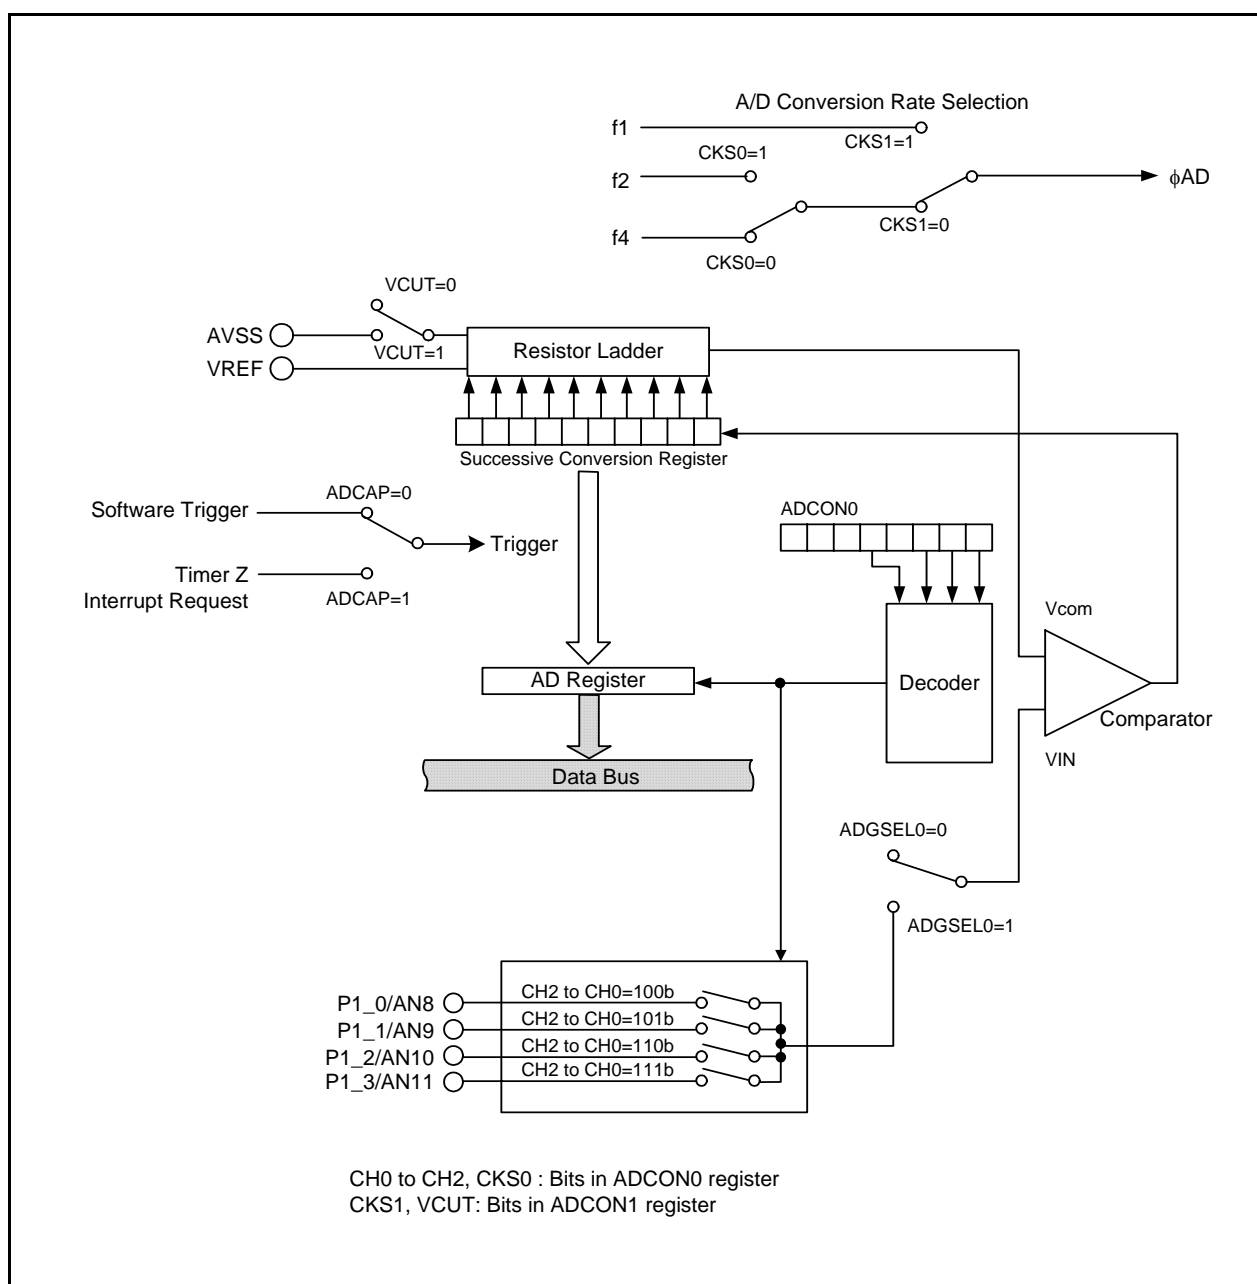 A/D Conversion Rate Selection
f1
CKS1=1
CKS0=1
f2
ϕAD
CKS1=0
f4
CKS0=0
VCUT=0
AVSS
VCUT=1
VREF
Resistor Ladder
Successive Conversion Register
ADCAP=0
Software Trigger
Trigger
Timer Z
Interrupt Request
ADCAP=1
ADCON0
Vcom
AD Register
Decoder
Comparator
VIN
Data Bus
ADGSEL0=0
ADGSEL0=1
P1_0/AN8
CH2 to CH0=100b
P1_1/AN9
CH2 to CH0=101b
P1_2/AN10
CH2 to CH0=110b
P1_3/AN11
CH2 to CH0=111b
CH0 to CH2, CKS0 : Bits in ADCON0 register
CKS1, VCUT: Bits in ADCON1 register